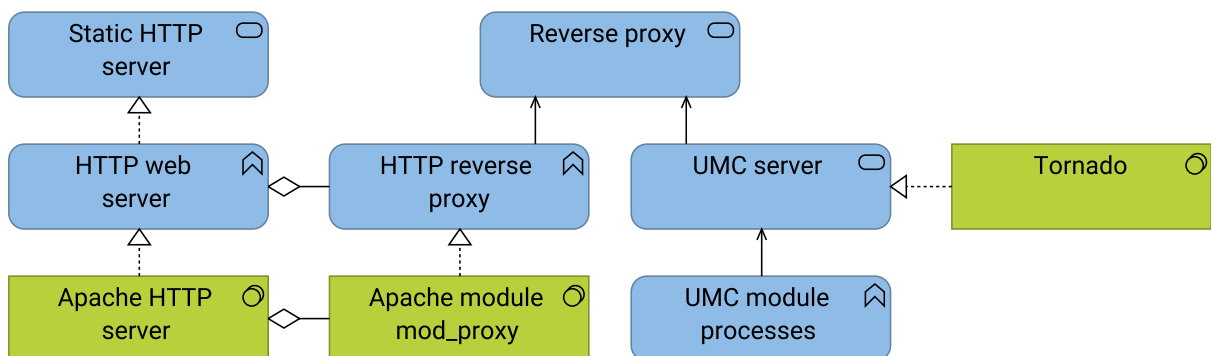 Static HTTP
server
Reverse proxy
HTTP web
server
HTTP reverse
proxy
UMC server
Tornado
Apache HTTP
server
Apache module
mod_proxy
UMC module
processes